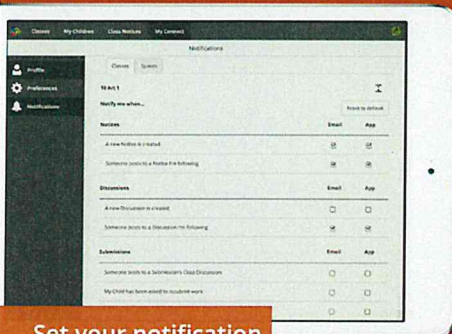 Classes My Children Class Notices My Connect
Notifications
Profile
Preferences
Notifications
Classes
10 Art 1
Notify me when...
Reset to default
Notices Email App
A new Notice is created
Someone posts to a Notice I'm following
Discussions Email App
A new Discussion is created
Someone posts to a Discussion I'm following
Submissions Email App
Someone posts to a Submission's Class Discussion
My Child has been asked to resubmit work
Set your notification